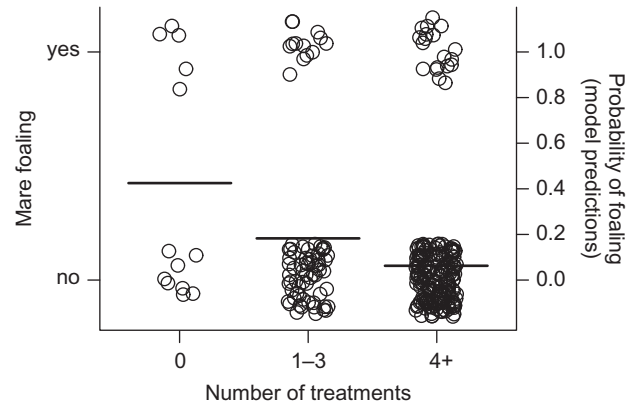 yes
no
Mare foaling
1.0
0.8
0.6
0.4
0.2
0.0
Probability of foaling
(model predictions)
0
1–3
4+
Number of treatments